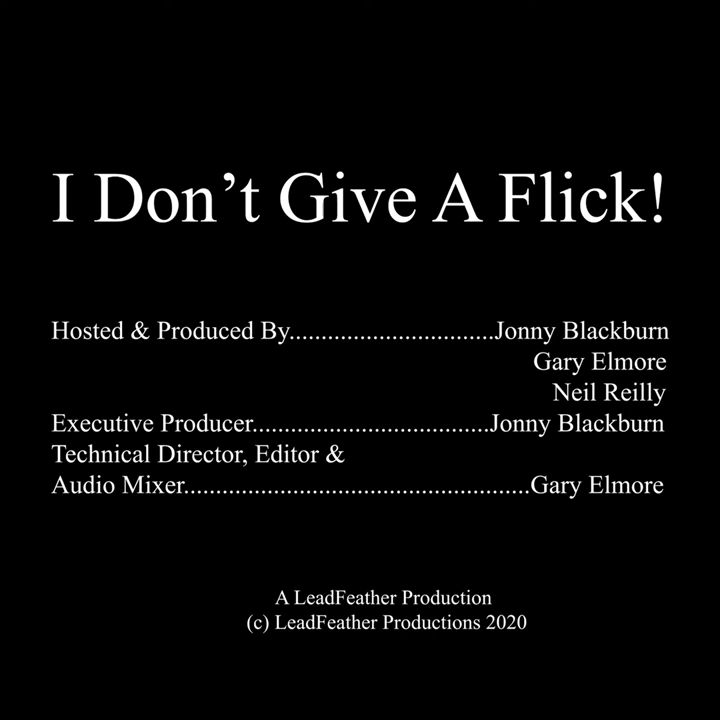 I Don’t Give A Flick!
Hosted & Produced By................................Jonny Blackburn
Gary Elmore
Neil Reilly
Executive Producer.....................................Jonny Blackburn
Technical Director, Editor &
Audio Mixer......................................................Gary Elmore
A LeadFeather Production
(c) LeadFeather Productions 2020